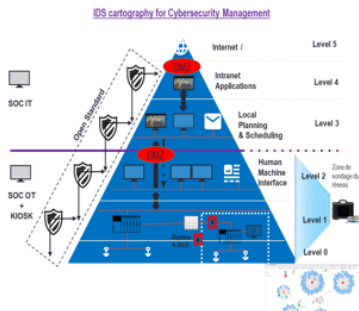 IDS cartography for Cybersecurity Management
Internet /
Level 5
DMZ
Intranet
Applications
Level 4
SOC IT
Open Standard
Local
Planning
& Scheduling
Level 3
DMZ
Human
Machine
Interface
Level 2
SOC OT
+
KIOSK
Zone de
sondage du
réseau
Level 1
Level 0